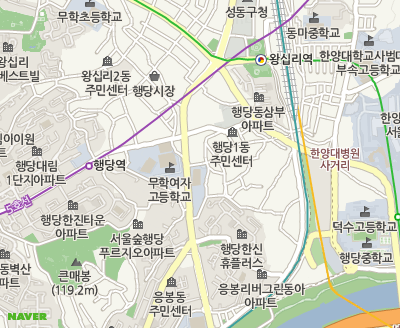 무학초등학교
성동구청
동마중학교
왕십리역
한양대학교사범대
부속고등학교
왕십리
베스트빌
왕십리2동
주민센터
행당시장
행당동삼부
아파트
행당1동
주민센터
한양대병원
사거리
한양
서울
이이원
행당대림
1단지아파트
행당역
무학여자
고등학교
5호선
행당한진타운
아파트
서울숲행당
푸르지오아파트
행당한신
휴플러스
덕수고등학교
행당중학교
동벽산
아파트
큰매봉
(119.2m)
응봉동
주민센터
응봉리버그린동아
아파트
NAVER